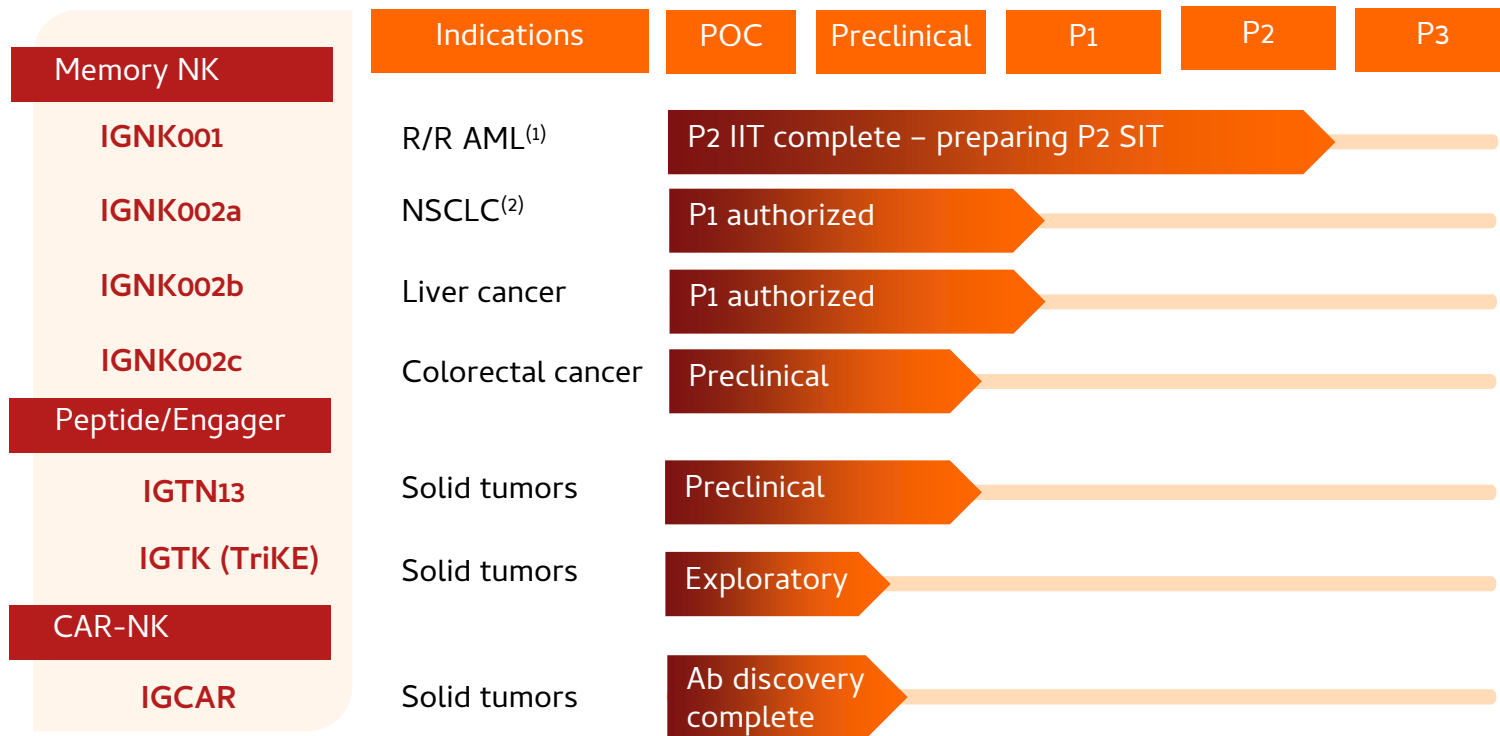 Indications POC Preclinical P1 P2 P3
Memory NK
IGNK001 R/R AML(1) P2 IIT complete – preparing P2 SIT
IGNK002a NSCLC(2) P1 authorized
IGNK002b Liver cancer P1 authorized
IGNK002c Colorectal cancer Preclinical
Peptide/Engager
IGTN13 Solid tumors Preclinical
IGTK (TriKE) Solid tumors Exploratory
CAR-NK
IGCAR Solid tumors Ab discovery
complete